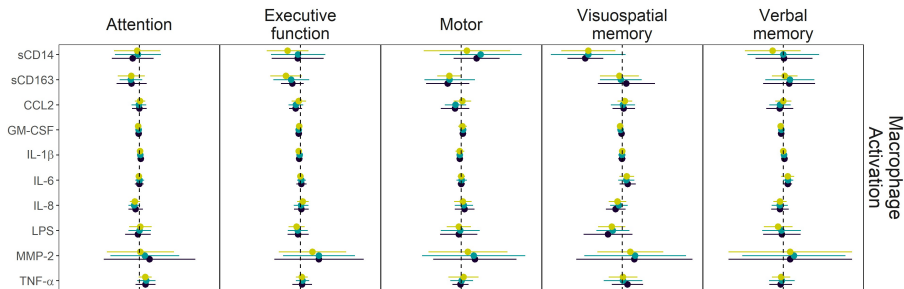 Attention
Executive
function
Motor
Visuospatial
memory
Verbal
memory
sCD14
sCD163
CCL2
GM-CSF
IL-1β
IL-6
IL-8
LPS
MMP-2
TNF-α
Macrophage
Activation